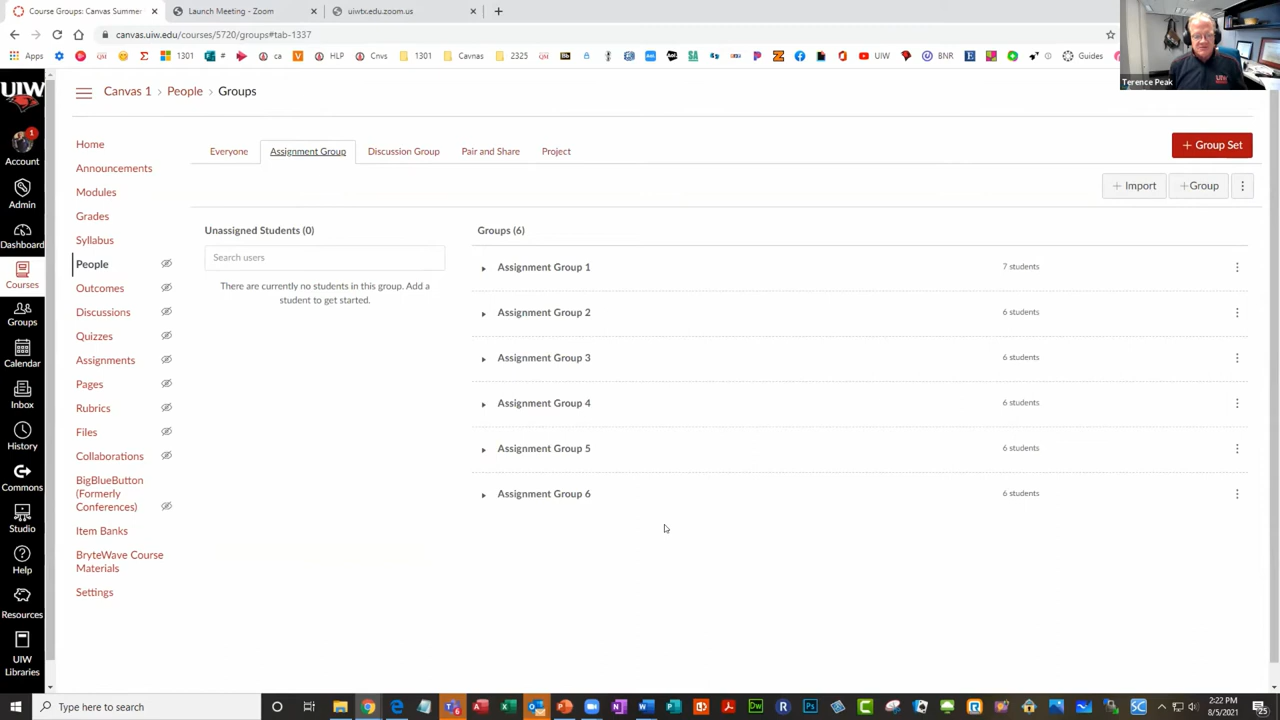 Course Groups: Canvas Summer
Launch Meeting - Zoom
uiwtx.edu.zoom.us
canvas.uiw.edu/courses/5720/groups#tab-1337
Apps
1301
#
ca
HLP
Cnvs
1301
Cavnas
2325
UIW
BNR
Guides
Terence Peak
UIW
Canvas 1 > People > Groups
Account
1
Admin
Dashboard
Courses
Groups
Calendar
Inbox
History
Commons
Studio
Help
Resources
UIW
Libraries
Home
Announcements
Modules
Grades
Syllabus
People
Outcomes
Discussions
Quizzes
Assignments
Pages
Rubrics
Files
Collaborations
BigBlueButton
(Formerly
Conferences)
Item Banks
BryteWave Course
Materials
Settings
Everyone
Assignment Group
Discussion Group
Pair and Share
Project
+ Group Set
+ Import
+Group
Unassigned Students (0)
Search users
There are currently no students in this group. Add a
student to get started.
Groups (6)
Assignment Group 1 7 students
Assignment Group 2 6 students
Assignment Group 3 6 students
Assignment Group 4 6 students
Assignment Group 5 6 students
Assignment Group 6 6 students
Type here to search
2:22 PM
8/5/2021
25